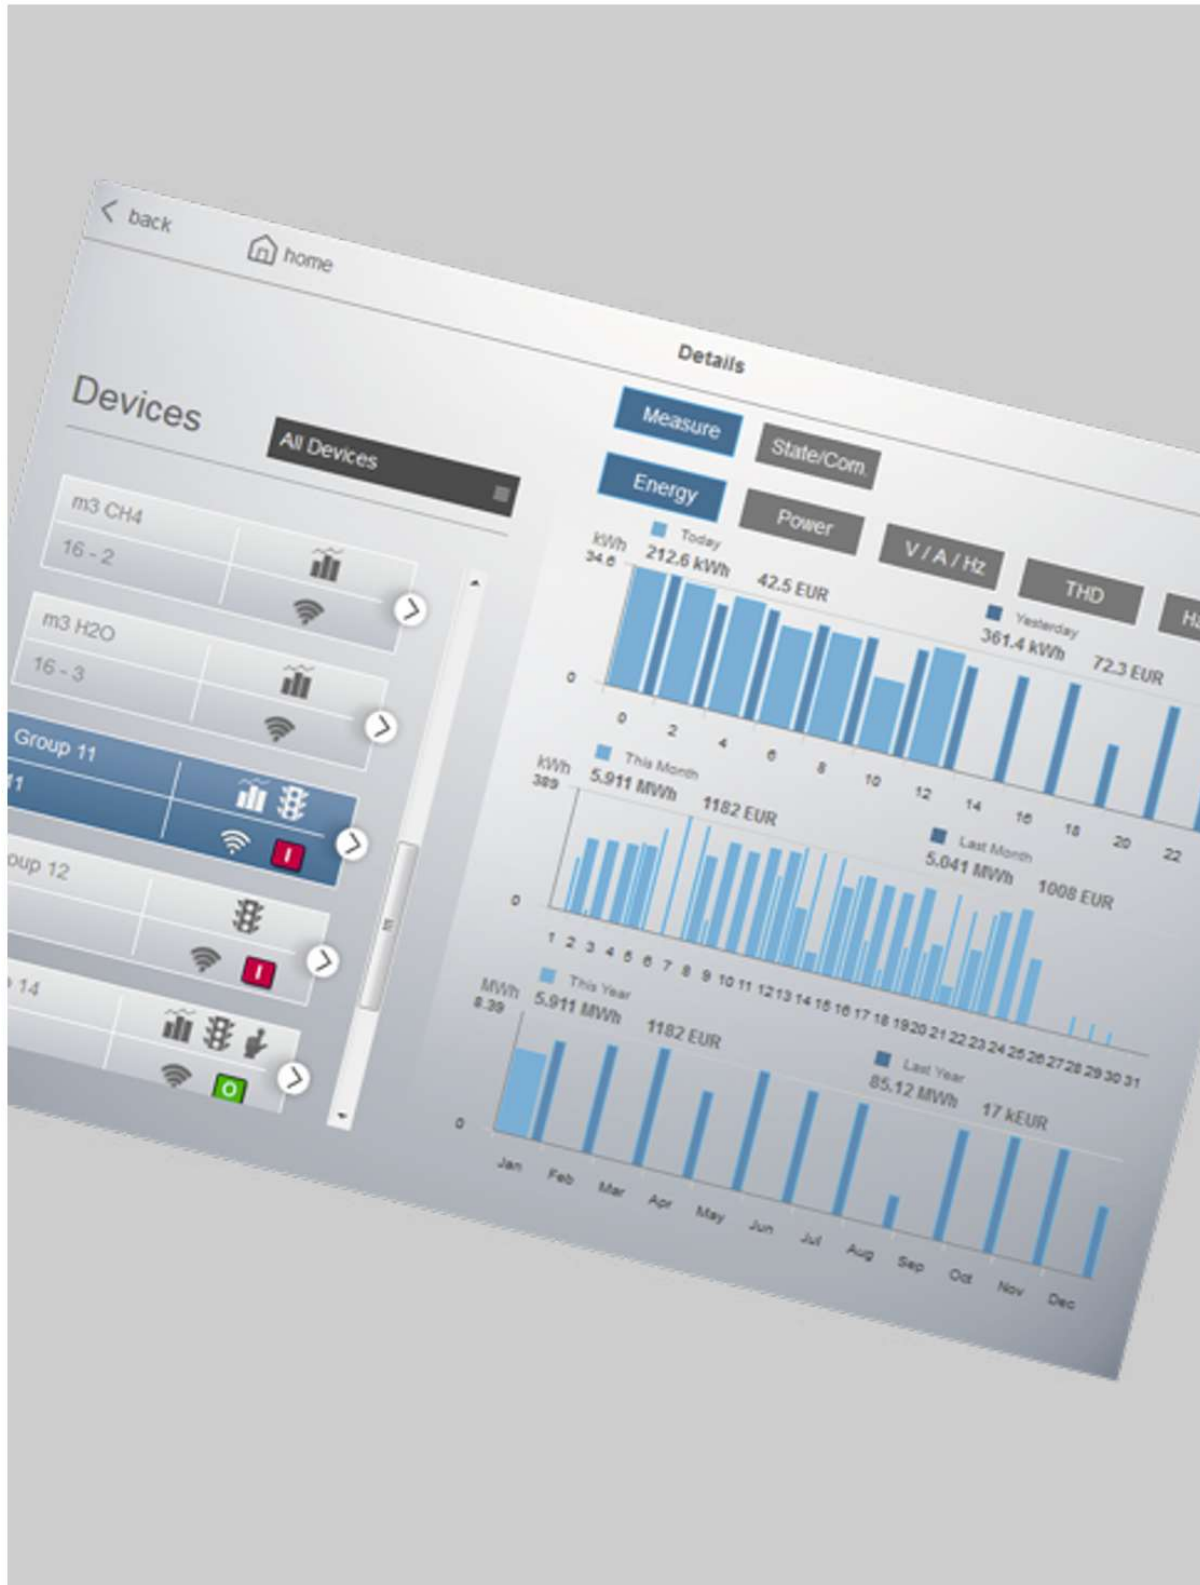 back
home
Details
Devices
All Devices
m3 CH4
16 - 2
m3 H2O
16 - 3
Group 11
11
oup 12
14
I
I
O
Measure
State/Com.
Energy
Power
V / A / Hz
THD
Ha
kWh
34.6
Today
212.6 kWh 42.5 EUR
Yesterday
361.4 kWh 72.3 EUR
0
0 2 4 6 8 10 12 14 16 18 20 22
kWh
389
This Month
5.911 MWh 1182 EUR
Last Month
5.041 MWh 1008 EUR
0
1 2 3 4 5 6 7 8 9 10 11 12 13 14 15 16 17 18 19 20 21 22 23 24 25 26 27 28 29 30 31
MWh
8.39
This Year
5.911 MWh 1182 EUR
Last Year
85.12 MWh 17 kEUR
0
Jan Feb Mar Apr May Jun Jul Aug Sep Oct Nov Dec